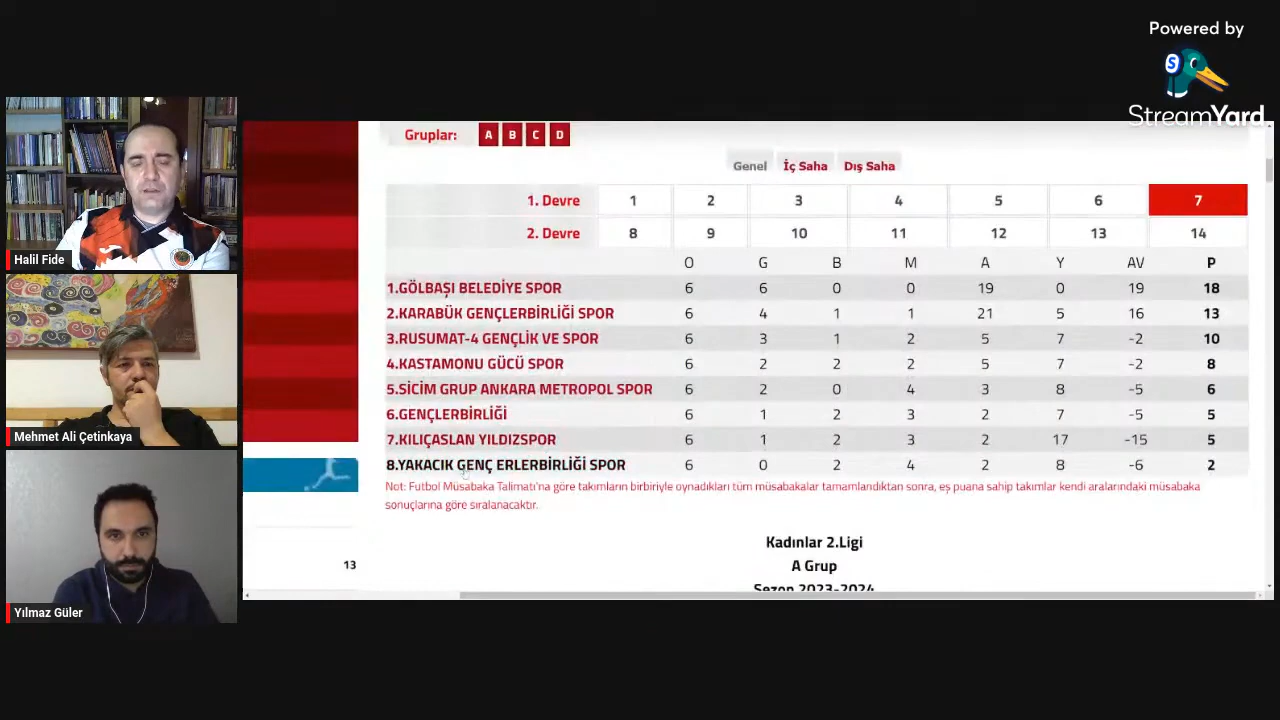 Powered by
S
StreamYard
Halil Fide
Mehmet Ali Çetinkaya
Yılmaz Güler
13
Gruplar: A B C D
Genel İç Saha Dış Saha
1. Devre 1 2 3 4 5 6 7
2. Devre 8 9 10 11 12 13 14
O G B M A Y AV P
1.GÖLBAŞI BELEDİYE SPOR 6 6 0 0 19 0 19 18
2.KARABÜK GENÇLERBİRLİĞİ SPOR 6 4 1 1 21 5 16 13
3.RUSUMAT-4 GENÇLİK VE SPOR 6 3 1 2 5 7 -2 10
4.KASTAMONU GÜCÜ SPOR 6 2 2 2 5 7 -2 8
5.SİCİM GRUP ANKARA METROPOL SPOR 6 2 0 4 3 8 -5 6
6.GENÇLERBİRLİĞİ 6 1 2 3 2 7 -5 5
7.KILIÇASLAN YILDIZSPOR 6 1 2 3 2 17 -15 5
8.YAKACIK GENÇ ERLERBİRLİĞİ SPOR 6 0 2 4 2 8 -6 2
Not: Futbol Müsabaka Talimatı'na göre takımların birbiriyle oynadıkları tüm müsabakalar tamamlandıktan sonra, eş puana sahip takımlar kendi aralarındaki müsabaka
sonuçlarına göre sıralanacaktır.
Kadınlar 2.Ligi
A Grup
Sezon 2023-2024